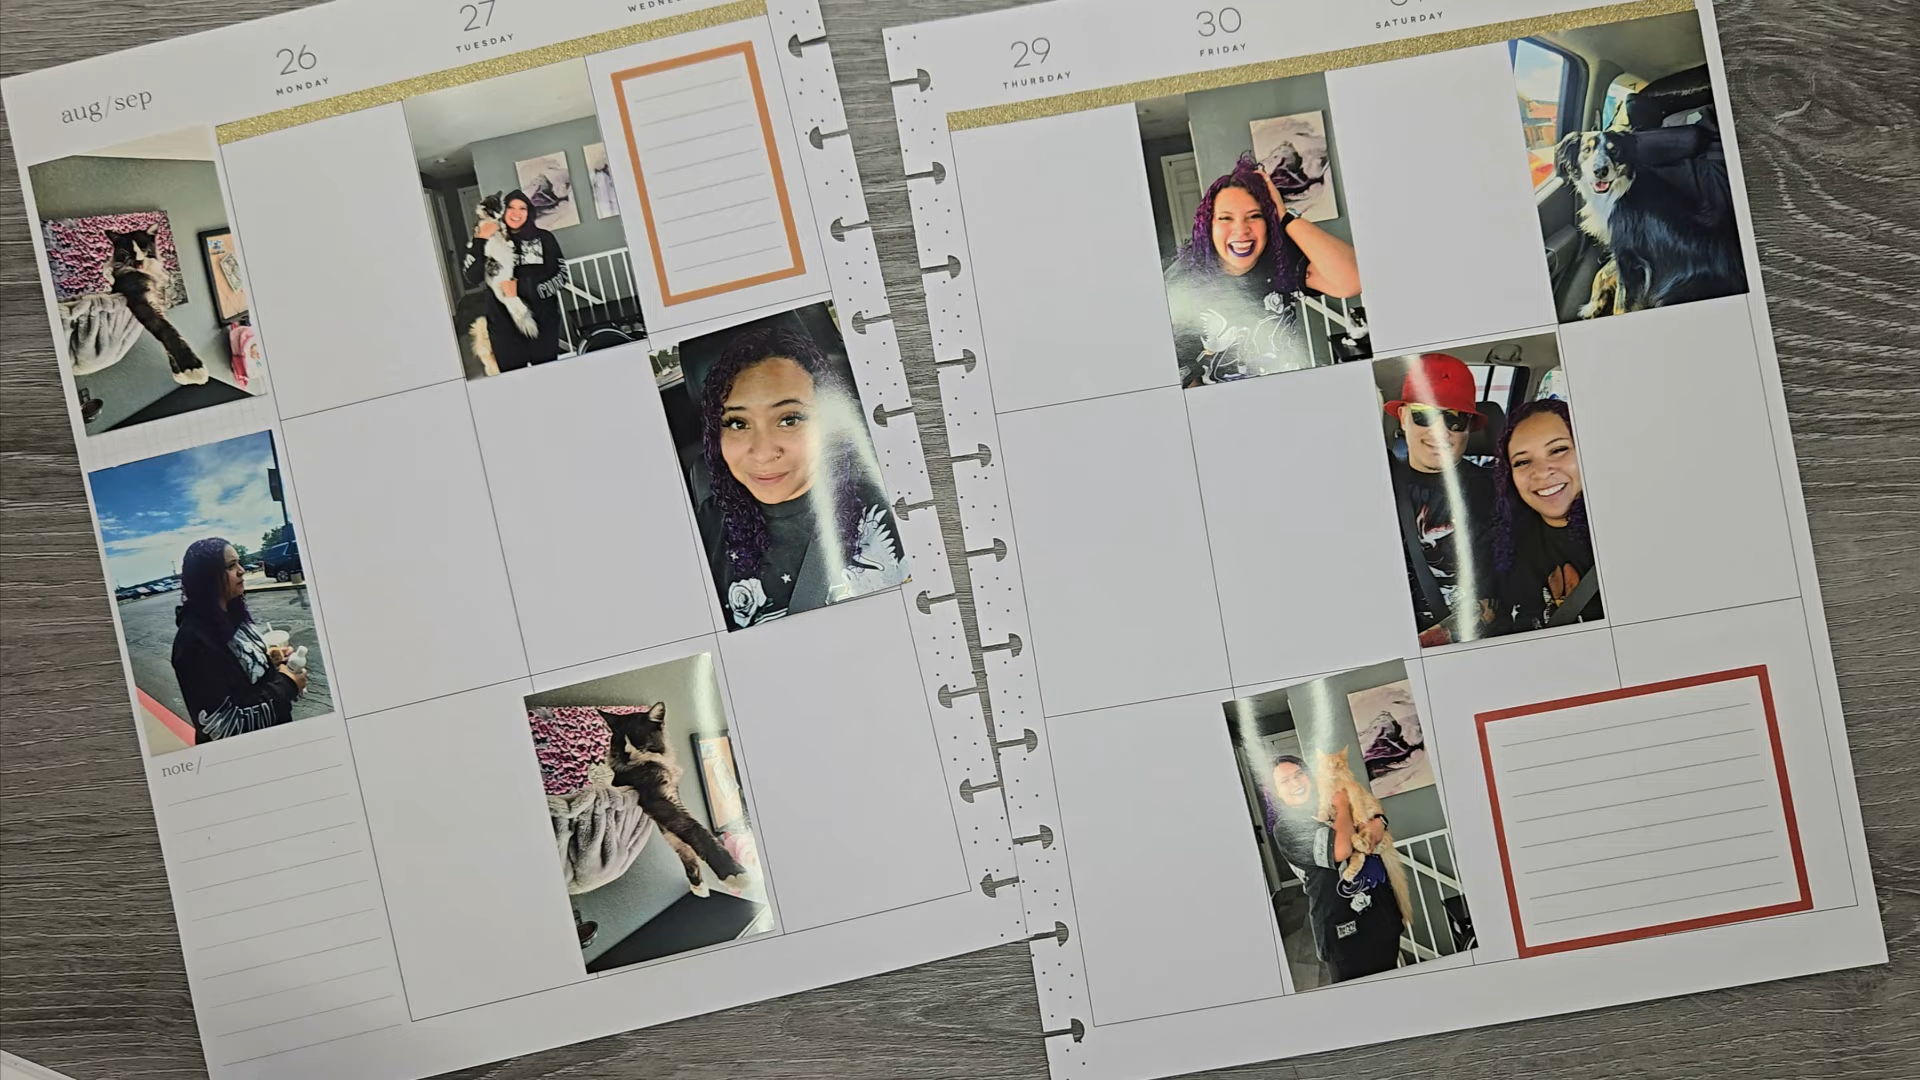 aug/sep
26
MONDAY
27
TUESDAY
29
THURSDAY
30
FRIDAY
SATURDAY
note/